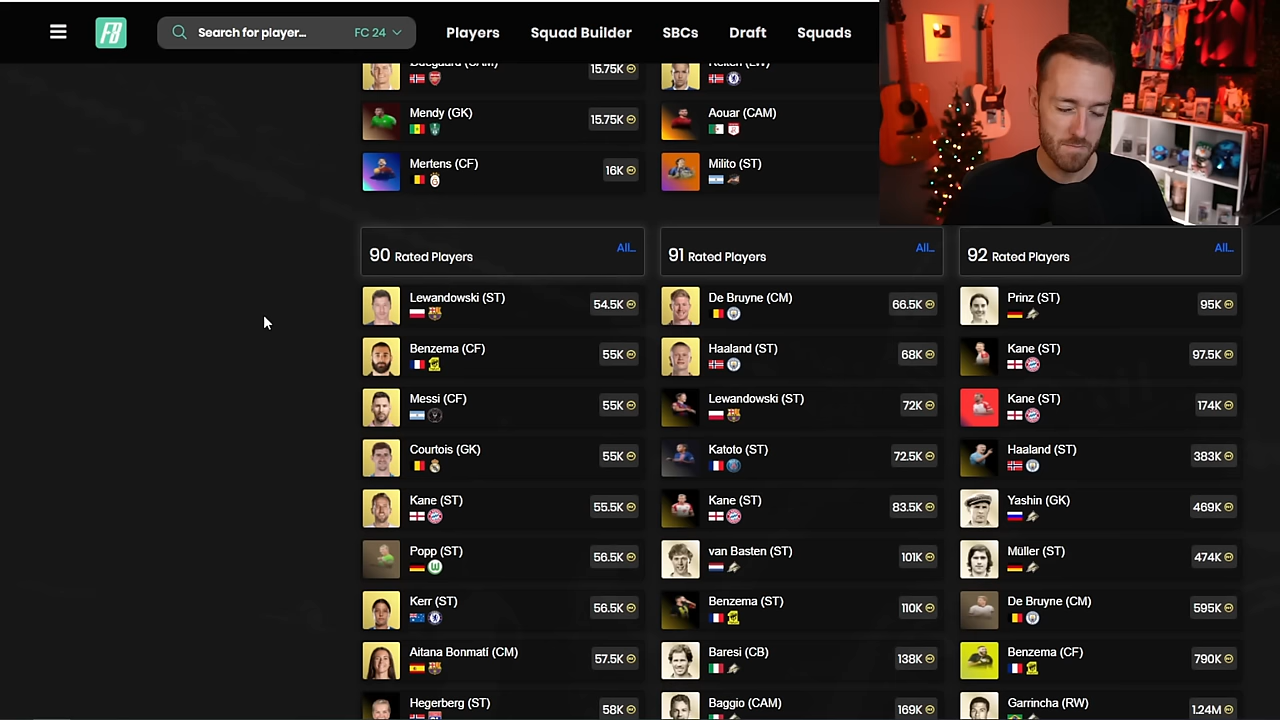 FB
Search for player...
FC 24
Players
Squad Builder
SBCs
Draft
Squads
15.75K
Mendy (GK)
15.75K
Mertens (CF)
16K
Aouar (CAM)
Milito (ST)
90 Rated Players
All...
Lewandowski (ST)
54.5K
Benzema (CF)
55K
Messi (CF)
55K
Courtois (GK)
55K
Kane (ST)
55.5K
Popp (ST)
56.5K
Kerr (ST)
56.5K
Aitana Bonmatí (CM)
57.5K
Hegerberg (ST)
58K
91 Rated Players
All...
De Bruyne (CM)
66.5K
Haaland (ST)
68K
Lewandowski (ST)
72K
Katoto (ST)
72.5K
Kane (ST)
83.5K
van Basten (ST)
101K
Benzema (ST)
110K
Baresi (CB)
138K
Baggio (CAM)
169K
92 Rated Players
All...
Prinz (ST)
95K
Kane (ST)
97.5K
Kane (ST)
174K
Haaland (ST)
383K
Yashin (GK)
469K
Müller (ST)
474K
De Bruyne (CM)
595K
Benzema (CF)
790K
Garrincha (RW)
1.24M